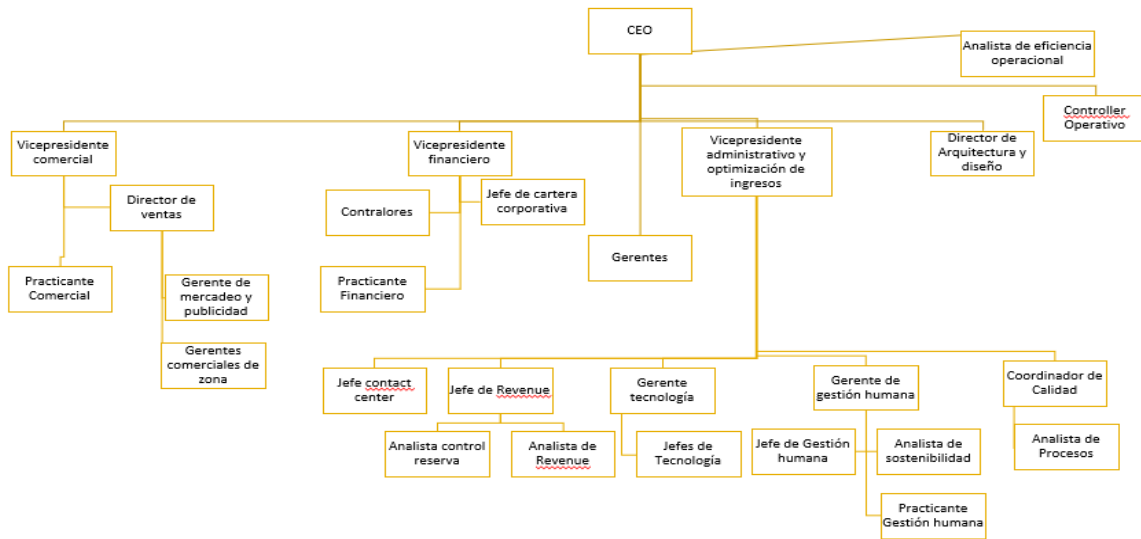 CEO
Analista de eficiencia
operacional
Controller
Operativo
Vicepresidente
comercial
Vicepresidente
financiero
Vicepresidente
administrativo y
optimización de
ingresos
Director de
Arquitectura y
diseño
Director de
ventas
Contralores
Jefe de cartera
corporativa
Gerentes
Practicante
Comercial
Gerente de
mercadeo y
publicidad
Practicante
Financiero
Gerentes
comerciales de
zona
Jefe contact
center
Jefe de Revenue
Gerente
tecnología
Gerente de
gestión humana
Coordinador de
Calidad
Analista control
reserva
Analista de
Revenue
Jefes de
Tecnología
Jefe de Gestión
humana
Analista de
sostenibilidad
Analista de
Procesos
Practicante
Gestión humana